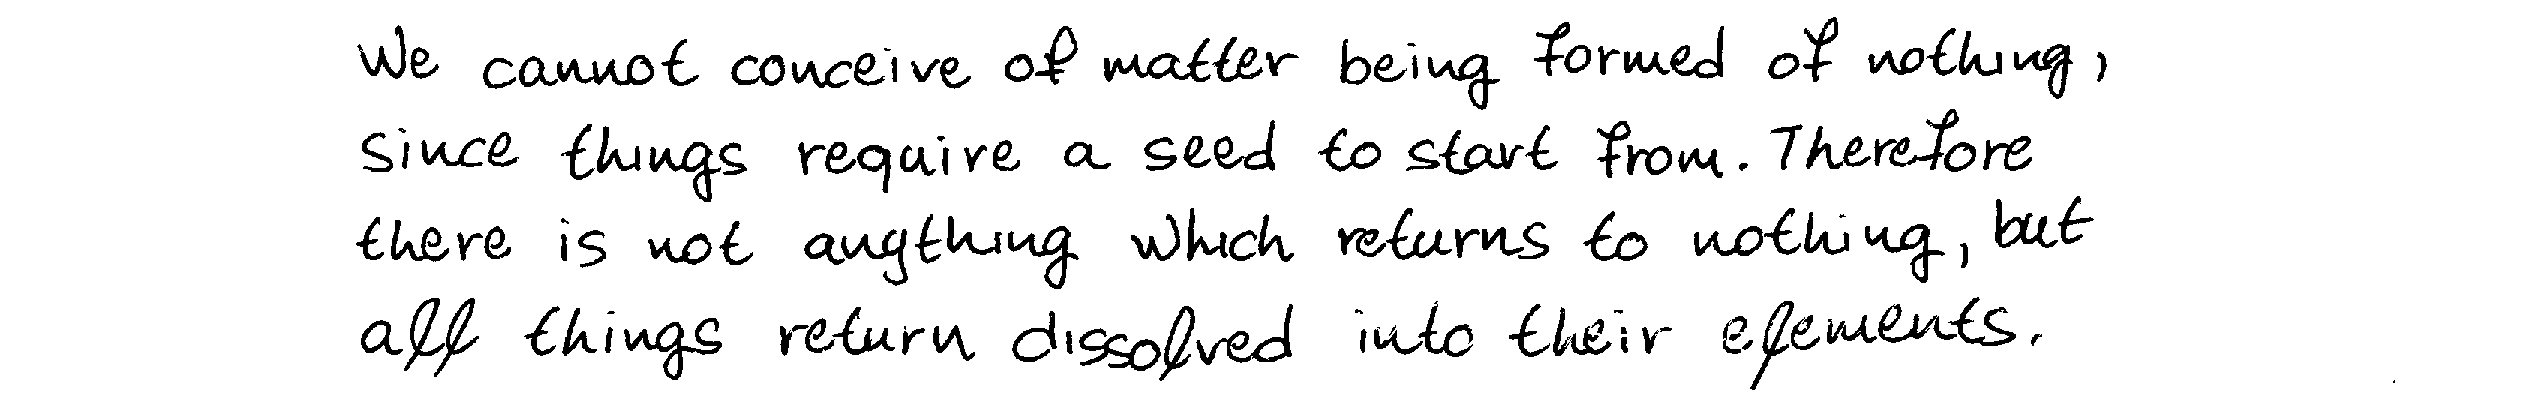 We cannot conceive of matter being formed of nothing,
since things require a seed to start from. Therefore
there is not anything which returns to nothing, but
all things return dissolved into their elements.